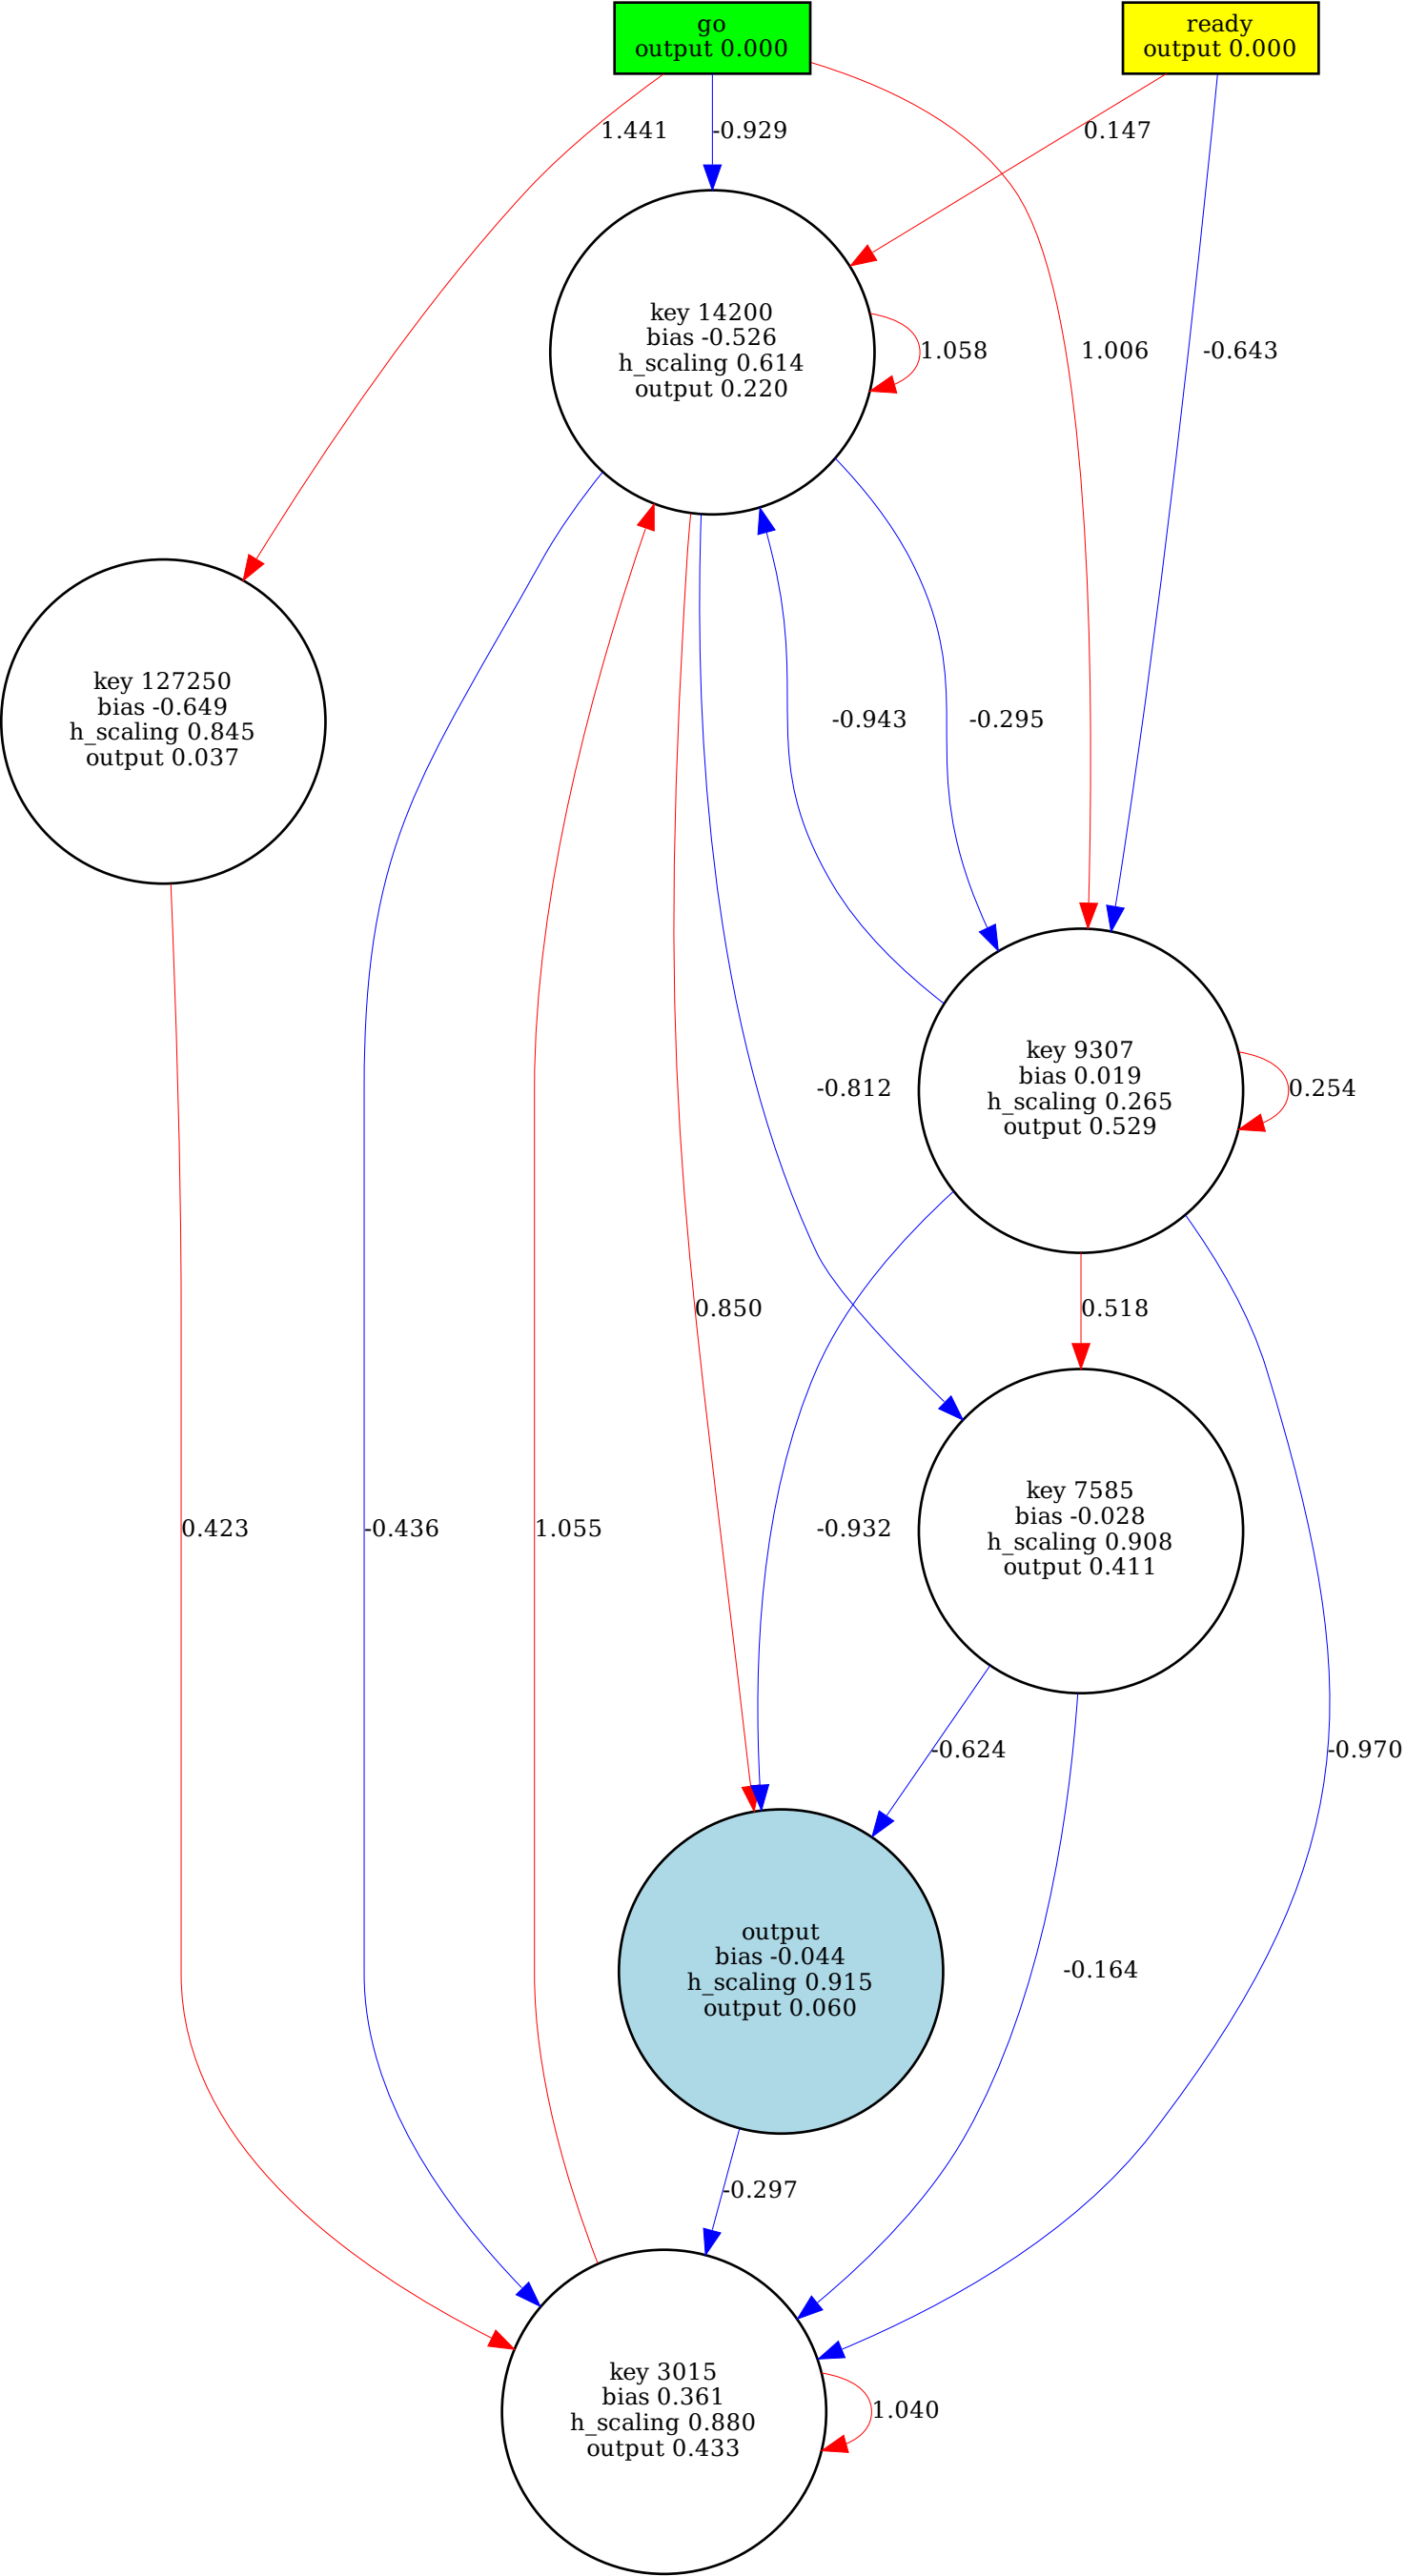 go
output 0.000
ready
output 0.000
1.441
-0.929
0.147
key 14200
bias -0.526
h_scaling 0.614
output 0.220
1.058
1.006
-0.643
key 127250
bias -0.649
h_scaling 0.845
output 0.037
-0.943
-0.295
key 9307
bias 0.019
h_scaling 0.265
output 0.529
-0.812
0.254
0.850
0.518
key 7585
bias -0.028
h_scaling 0.908
output 0.411
0.423
-0.436
1.055
-0.932
-0.624
-0.970
output
bias -0.044
h_scaling 0.915
output 0.060
-0.164
-0.297
key 3015
bias 0.361
h_scaling 0.880
output 0.433
1.040